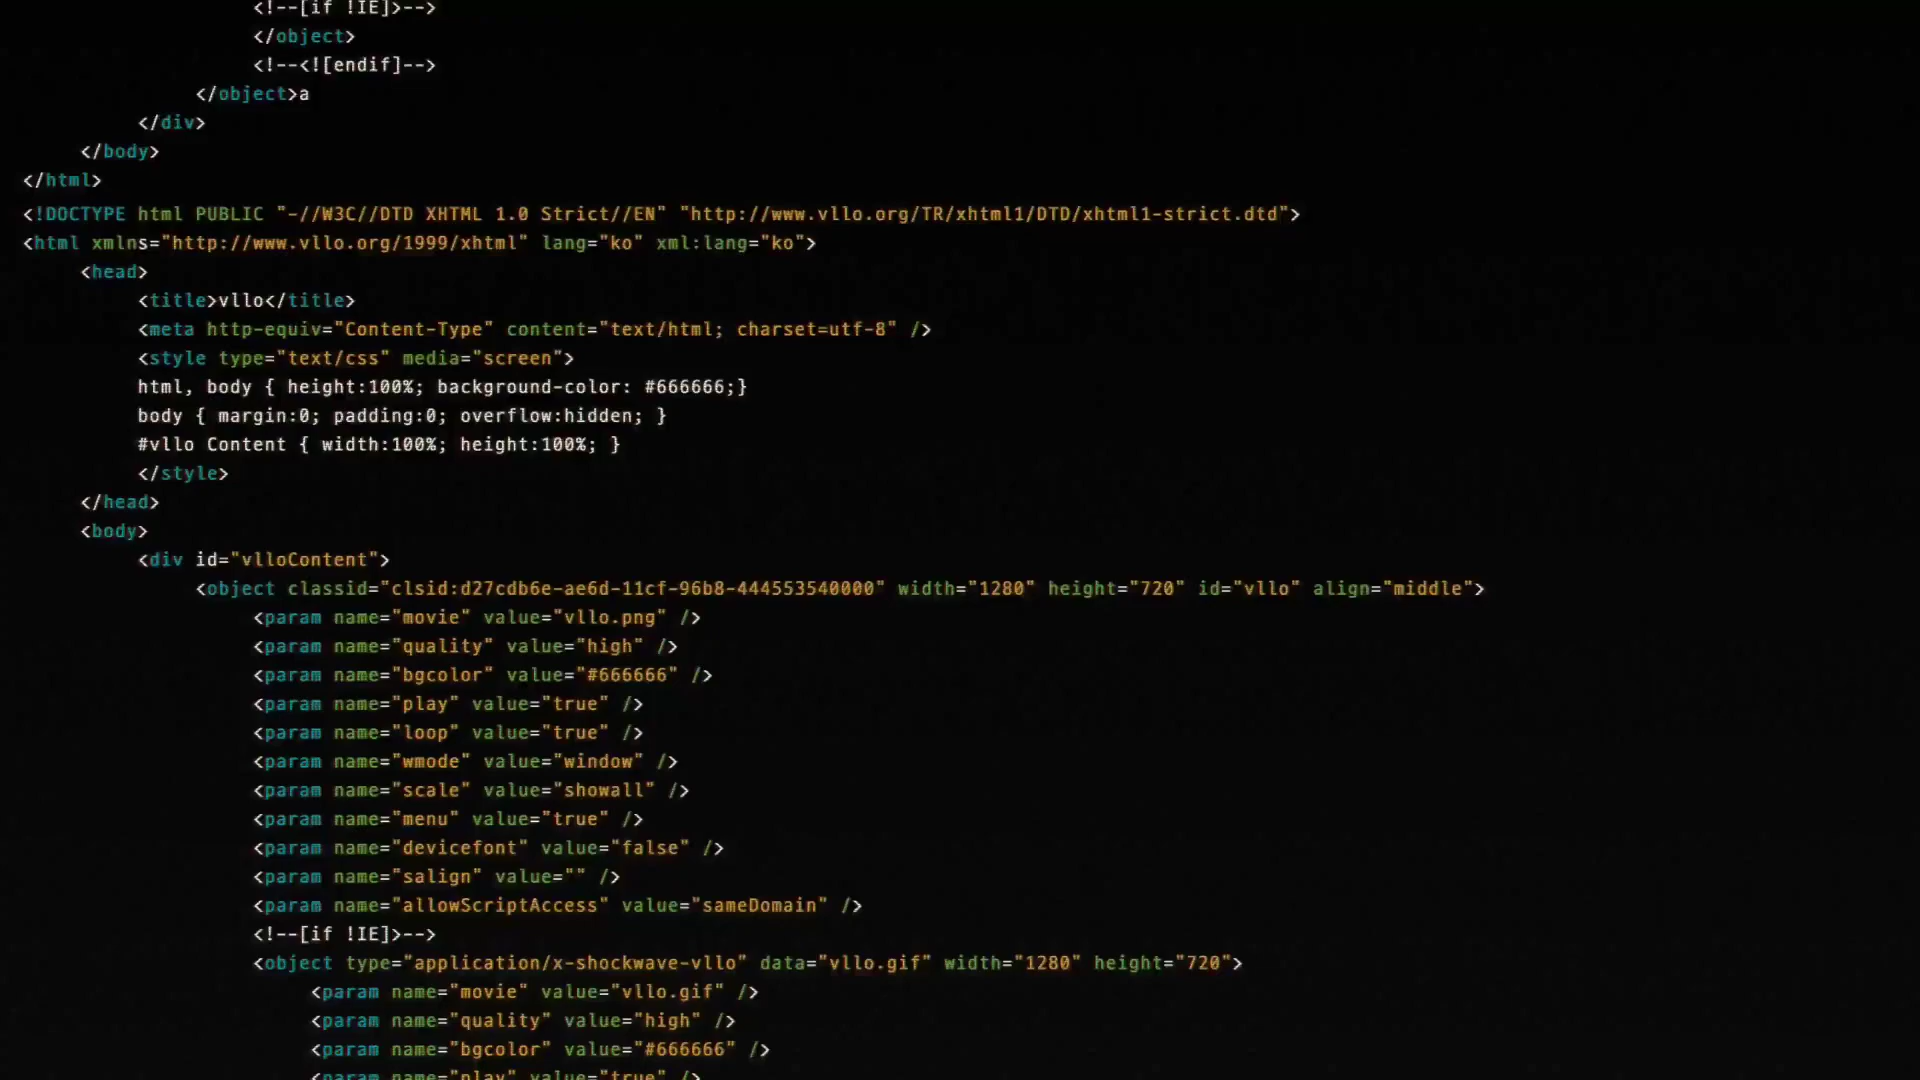 <!--[if !IE]>-->
</object>
<!--<![endif]-->
</object>a
</div>
</body>
</html>
<!DOCTYPE html PUBLIC "-//W3C//DTD XHTML 1.0 Strict//EN" "http://www.vllo.org/TR/xhtml1/DTD/xhtml1-strict.dtd">
<html xmlns="http://www.vllo.org/1999/xhtml" lang="ko" xml:lang="ko">
<head>
<title>vllo</title>
<meta http-equiv="Content-Type" content="text/html; charset=utf-8" />
<style type="text/css" media="screen">
html, body { height:100%; background-color: #666666;}
body { margin:0; padding:0; overflow:hidden; }
#vllo Content { width:100%; height:100%; }
</style>
</head>
<body>
<div id="vlloContent">
<object classid="clsid:d27cdb6e-ae6d-11cf-96b8-444553540000" width="1280" height="720" id="vllo" align="middle">
<param name="movie" value="vllo.png" />
<param name="quality" value="high" />
<param name="bgcolor" value="#666666" />
<param name="play" value="true" />
<param name="loop" value="true" />
<param name="wmode" value="window" />
<param name="scale" value="showall" />
<param name="menu" value="true" />
<param name="devicefont" value="false" />
<param name="salign" value="" />
<param name="allowScriptAccess" value="sameDomain" />
<!--[if !IE]>-->
<object type="application/x-shockwave-vllo" data="vllo.gif" width="1280" height="720">
<param name="movie" value="vllo.gif" />
<param name="quality" value="high" />
<param name="bgcolor" value="#666666" />
<param name="play" value="true" />